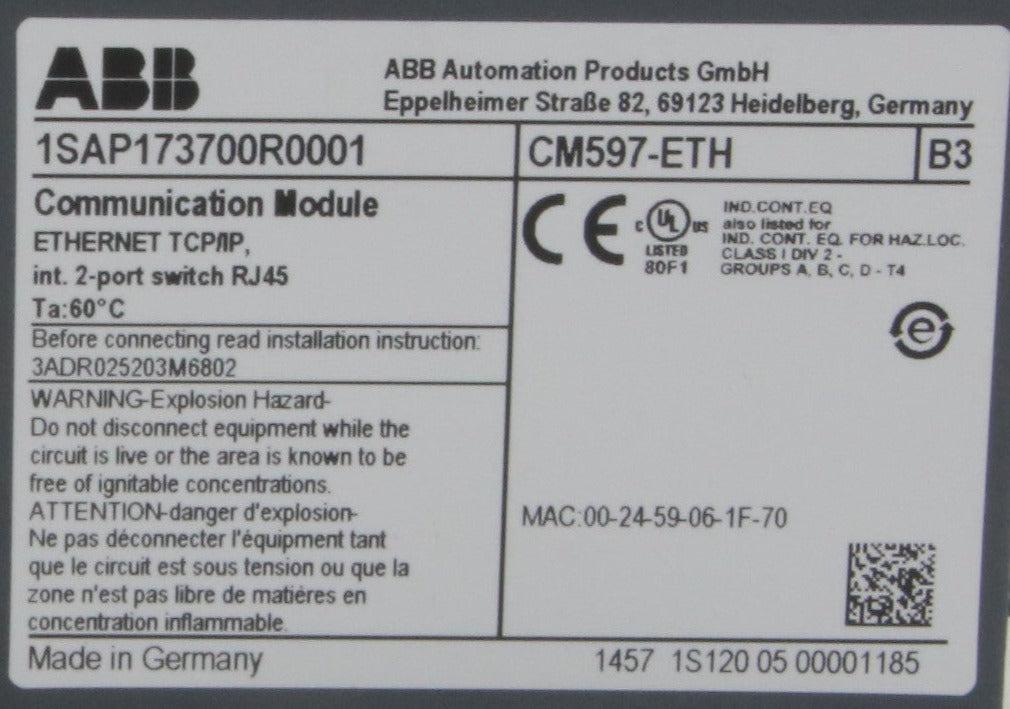 ABB
ABB Automation Products GmbH
Eppelheimer Straße 82, 69123 Heidelberg, Germany
1SAP173700R0001
CM597-ETH
B3
Communication Module
ETHERNET TCP/IP,
int. 2-port switch RJ45
Ta:60°C
Before connecting read installation instruction:
3ADR025203M6802
WARNING-Explosion Hazard-
Do not disconnect equipment while the
circuit is live or the area is known to be
free of ignitable concentrations.
ATTENTION-danger d'explosion-
Ne pas déconnecter l'équipment tant
que le circuit est sous tension ou que la
zone n'est pas libre de matières en
concentration inflammable.
CE
C UL US
LISTED
80F1
IND.CONT.EQ
also listed for
IND. CONT. EQ. FOR HAZ.LOC.
CLASS I DIV 2 -
GROUPS A, B, C, D - T4
e
MAC:00-24-59-06-1F-70
Made in Germany
1457 1S120 05 00001185